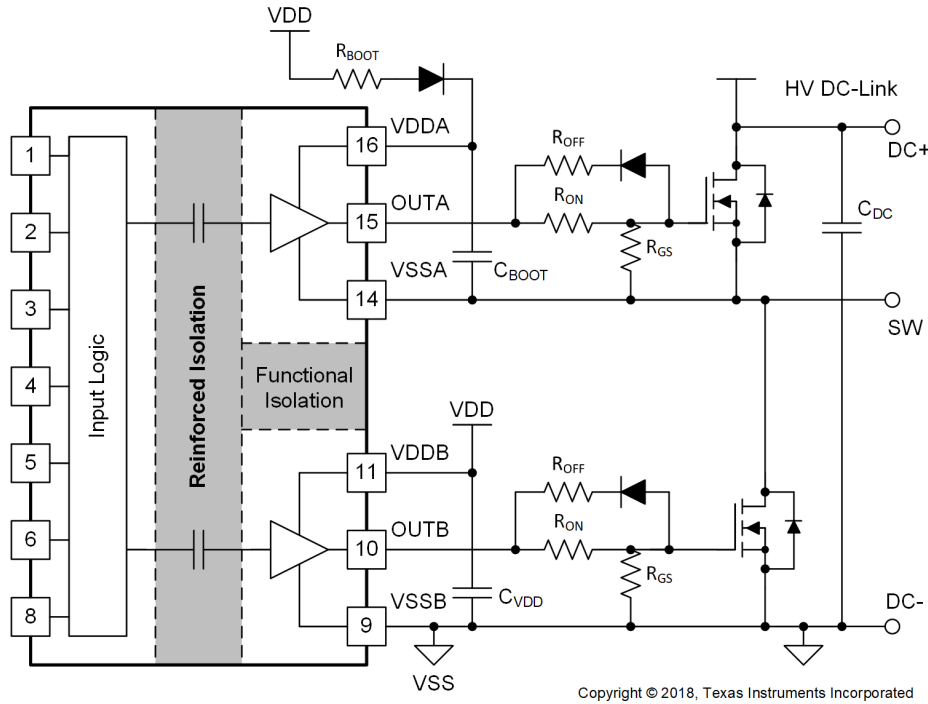 VDD
RBOOT
HV DC-Link
DC+
1
2
3
4
5
6
8
Input Logic
Reinforced Isolation
Functional
Isolation
16
VDDA
15
OUTA
14
VSSA
ROFF
RON
RGS
CBOOT
CDC
SW
VDD
11
VDDB
10
OUTB
9
VSSB
ROFF
RON
RGS
CVDD
DC-
VSS
Copyright © 2018, Texas Instruments Incorporated